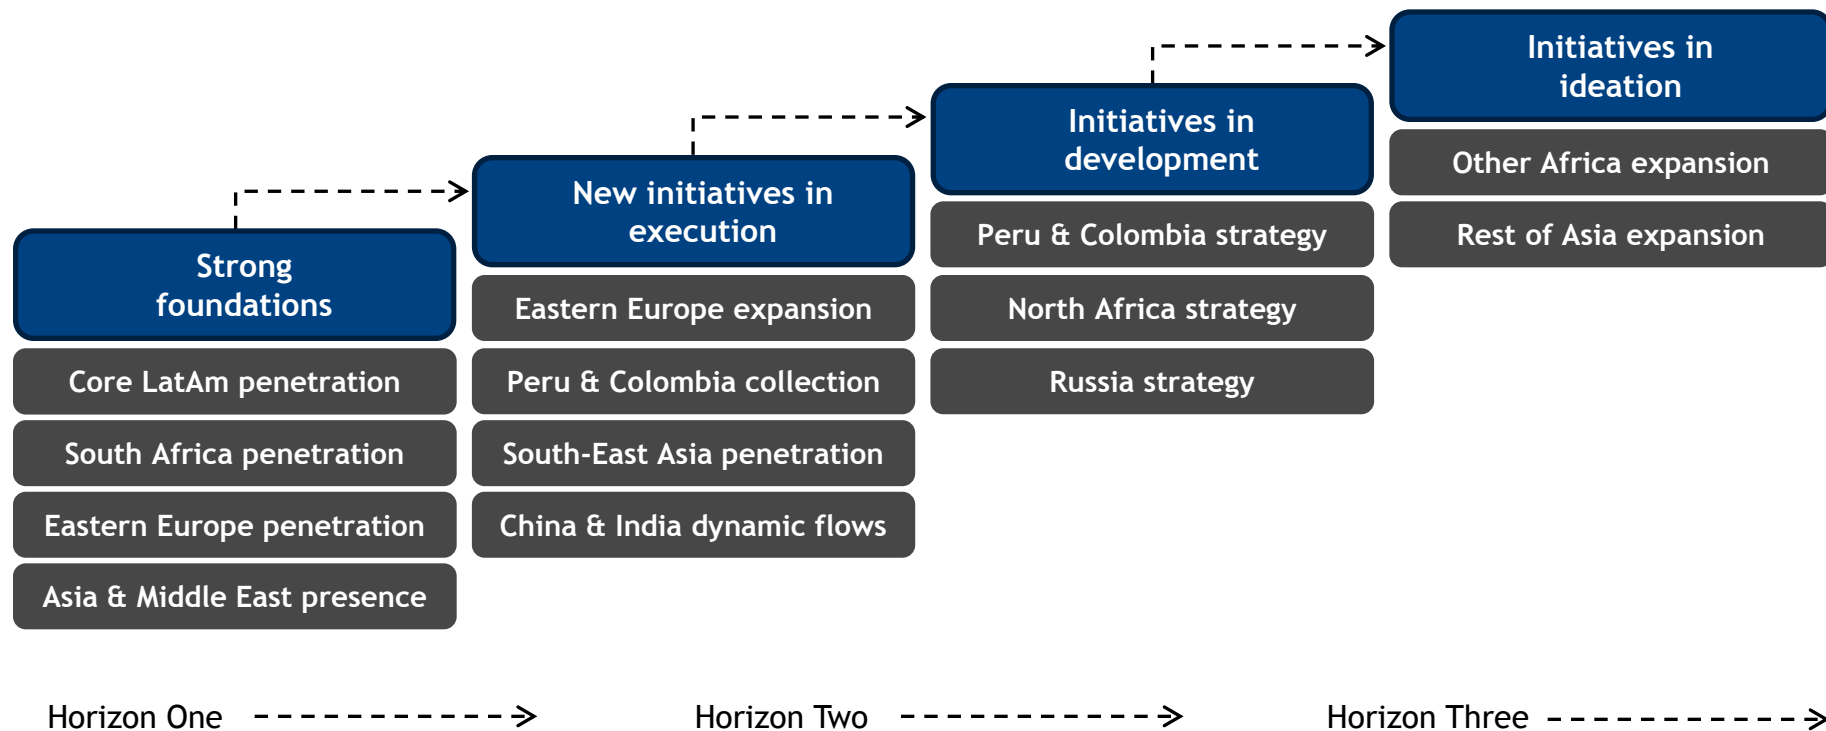 Strong
foundations
Core LatAm penetration
South Africa penetration
Eastern Europe penetration
Asia & Middle East presence
New initiatives in
execution
Eastern Europe expansion
Peru & Colombia collection
South-East Asia penetration
China & India dynamic flows
Initiatives in
development
Peru & Colombia strategy
North Africa strategy
Russia strategy
Initiatives in
ideation
Other Africa expansion
Rest of Asia expansion
Horizon One
Horizon Two
Horizon Three